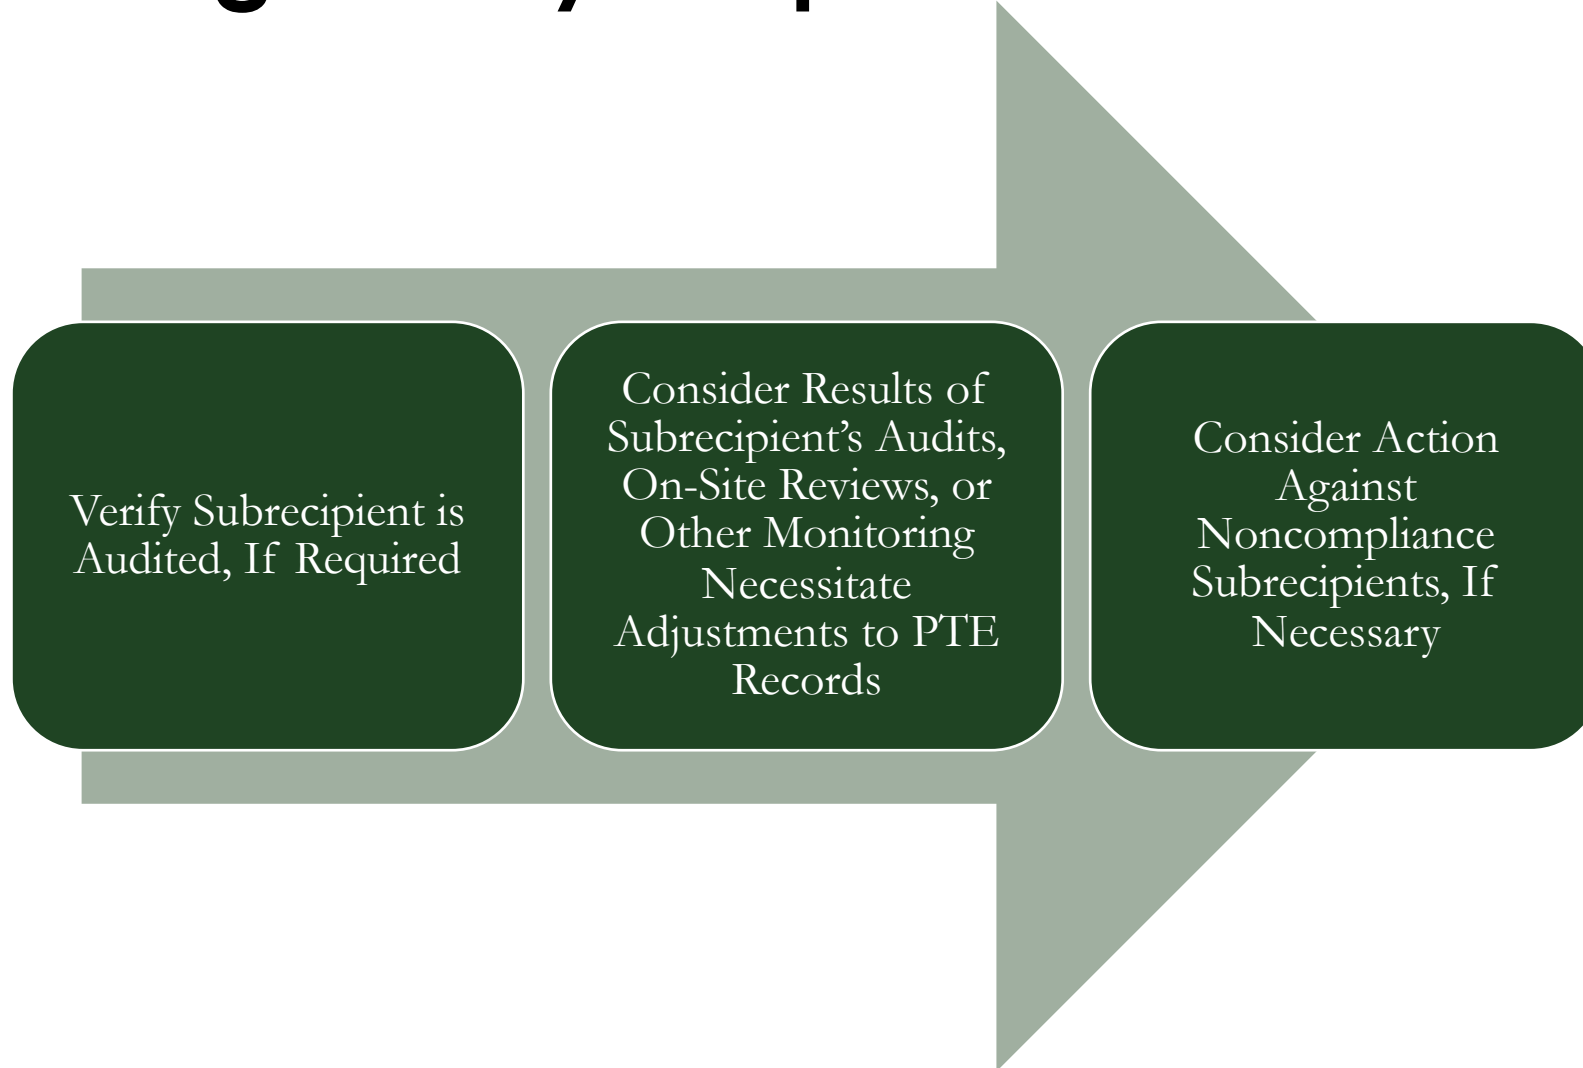 Verify Subrecipient is
Audited, If Required
Consider Results of
Subrecipient’s Audits,
On-Site Reviews, or
Other Monitoring
Necessitate
Adjustments to PTE
Records
Consider Action
Against
Noncompliance
Subrecipients, If
Necessary